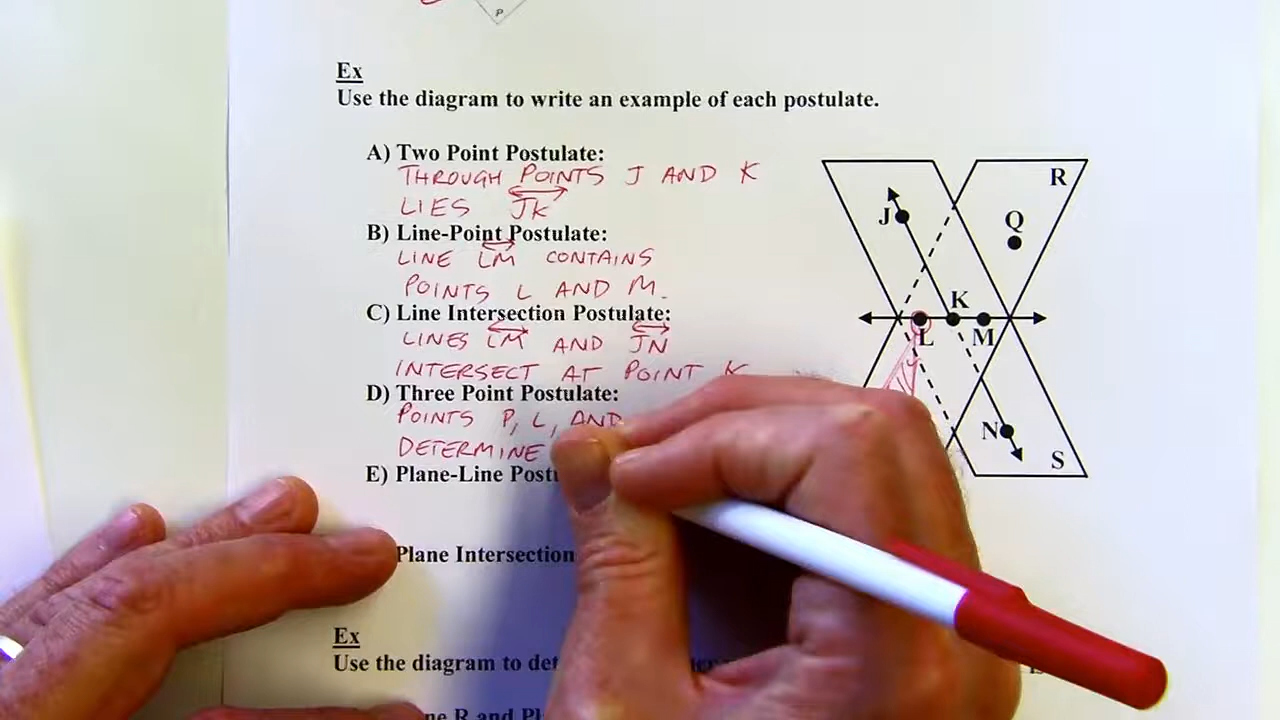 P
Ex
Use the diagram to write an example of each postulate.
A) Two Point Postulate:
THROUGH POINTS J AND K
LIES JK
B) Line-Point Postulate:
LINE LM CONTAINS
POINTS L AND M.
C) Line Intersection Postulate:
LINES LM AND JN
INTERSECT AT POINT K
D) Three Point Postulate:
POINTS P, L, AND
DETERMINE
E) Plane-Line
Plane Intersection
Ex
Use the diagram to
R and
R
J
Q
K
L
M
N
S